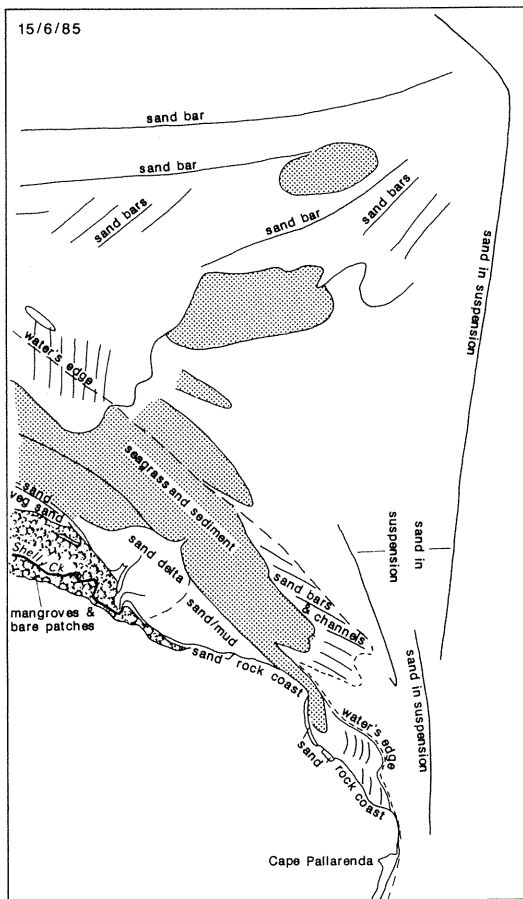 15/6/85
sand bar
sand bar
sand bars
sand bar
sand bars
sand in suspension
water's edge
seagrass and sediment
sand
veg sand
Shell Ck
mangroves &
bare patches
sand delta
sand/mud
sand bars
& channels
suspension
sand in
sand
rock coast
sand in suspension
water's edge
sand
rock coast
Cape Pallarenda